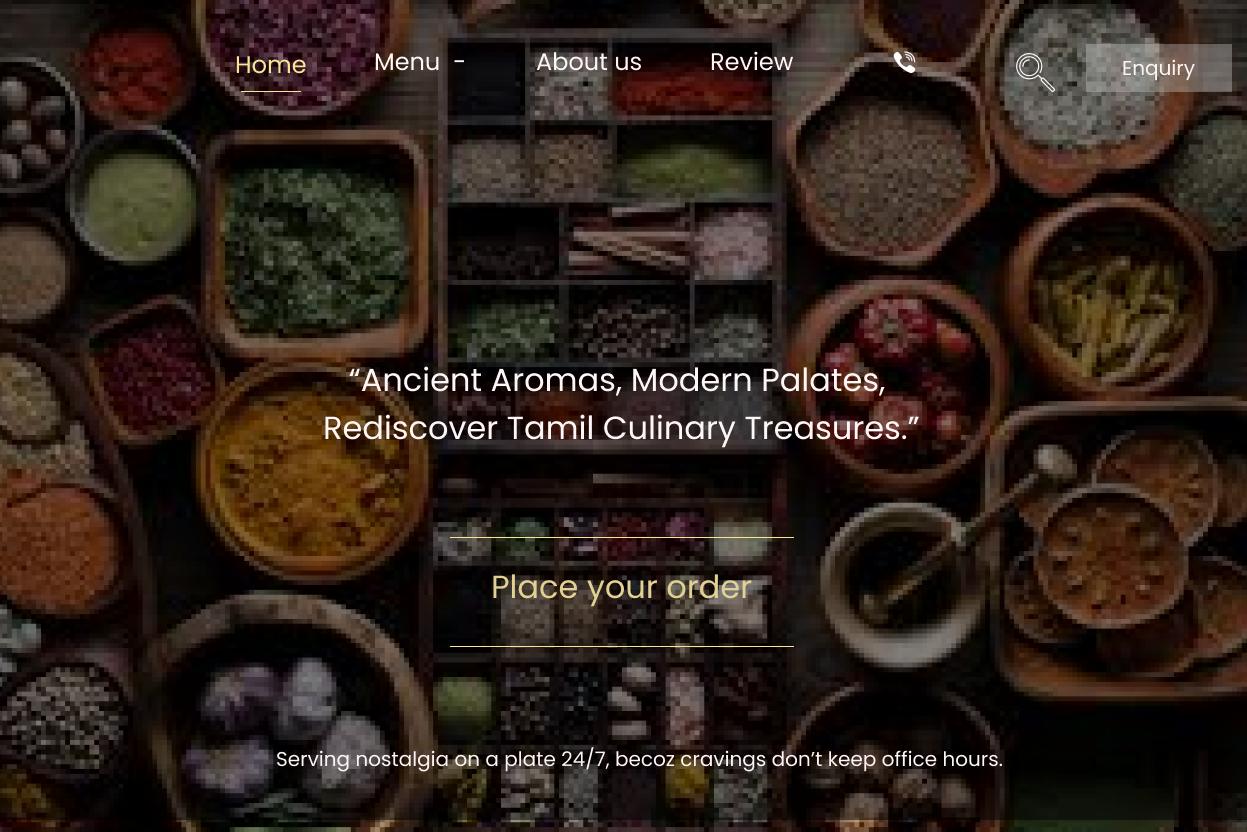 Home
Menu -
About us
Review
Enquiry
“Ancient Aromas, Modern Palates,
Rediscover Tamil Culinary Treasures.”
Place your order
Serving nostalgia on a plate 24/7, becoz cravings don’t keep office hours.